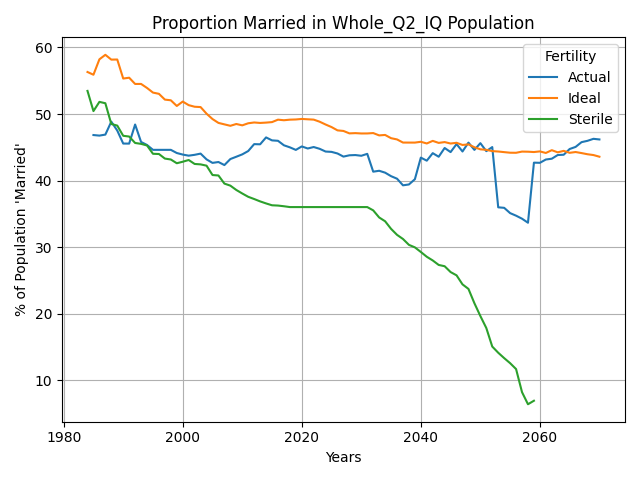 Proportion Married in Whole_Q2_IQ Population
% of Population 'Married'
60
50
40
30
20
10
Fertility
Actual
Ideal
Sterile
1980
2000
2020
2040
2060
Years